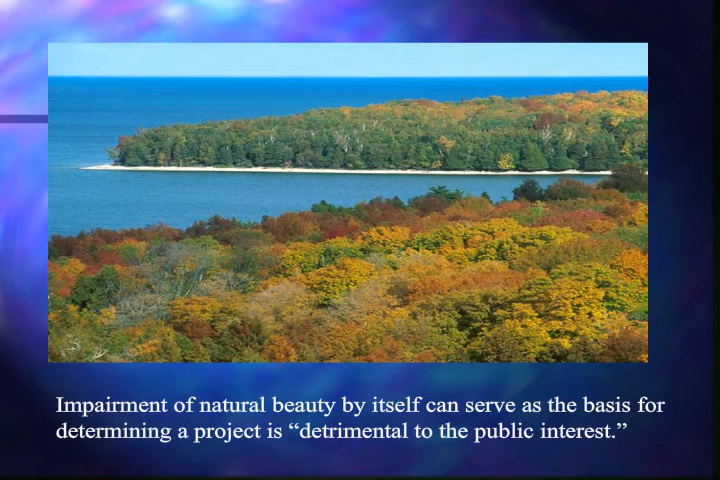 Impairment of natural beauty by itself can serve as the basis for
determining a project is “detrimental to the public interest.”